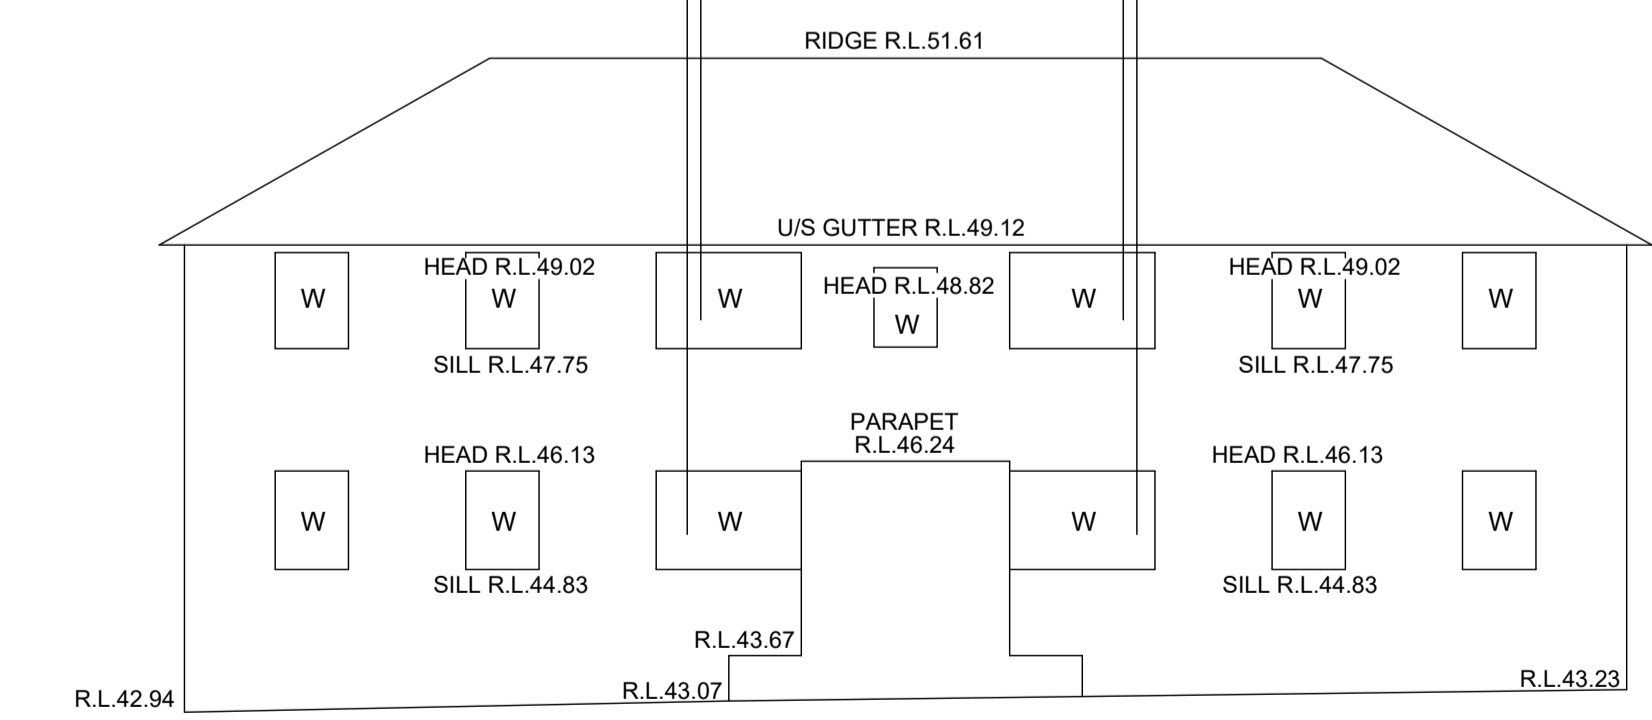 RIDGE R.L.51.61
U/S GUTTER R.L.49.12
HEAD R.L.49.02
HEAD R.L.48.82
HEAD R.L.49.02
W
W
W
W
W
W
W
SILL R.L.47.75
SILL R.L.47.75
PARAPET
R.L.46.24
HEAD R.L.46.13
HEAD R.L.46.13
W
W
W
W
W
W
SILL R.L.44.83
SILL R.L.44.83
R.L.43.67
R.L.42.94
R.L.43.07
R.L.43.23